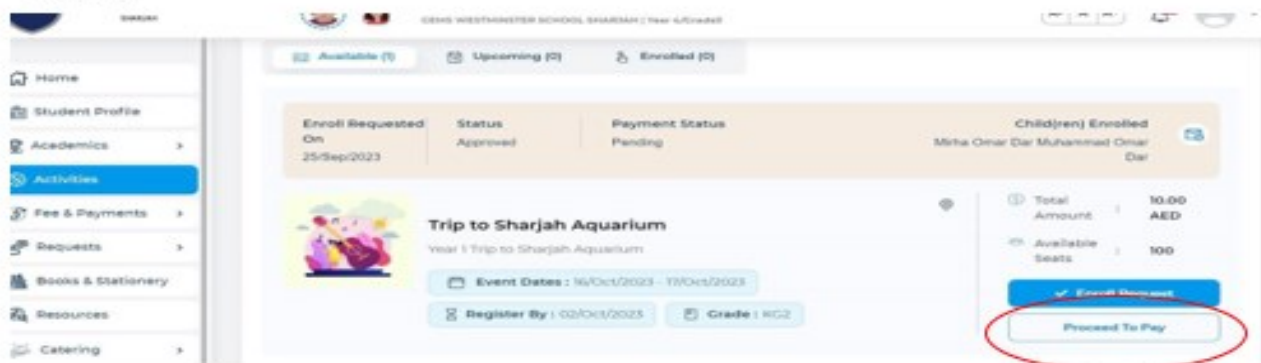 SHARJAH
GEMS WESTMINSTER SCHOOL SHARJAH | Year 4/Grade3
Available (1)
Upcoming (0)
Enrolled (0)
Home
Student Profile
Academics
Activities
Fee & Payments
Requests
Books & Stationery
Resources
Catering
Enroll Requested On
25/Sep/2023
Status
Approved
Payment Status
Pending
Child(ren) Enrolled
Mirha Omar Dar Muhammad Omar
Dar
Trip to Sharjah Aquarium
Year 1 Trip to Sharjah Aquarium
Event Dates : 16/Oct/2023 - 17/Oct/2023
Register By : 02/Oct/2023
Grade : KG2
Total Amount : 10.00 AED
Available Seats : 100
Enroll Request
Proceed To Pay